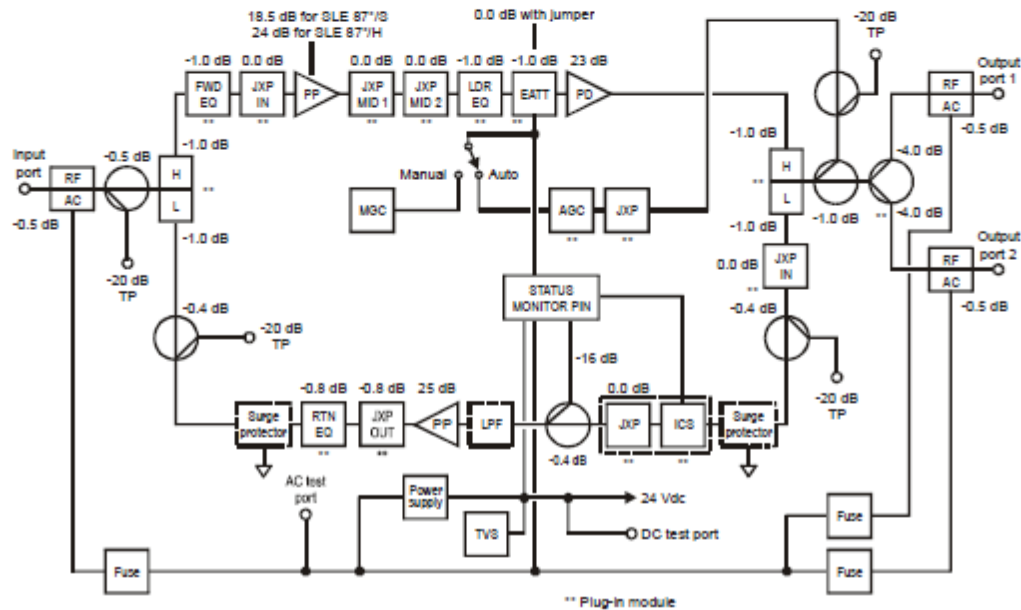 18.5 dB for SLE 87*/S
24 dB for SLE 87*/H
0.0 dB with jumper
-20 dB
TP
-1.0 dB
0.0 dB
0.0 dB
0.0 dB
-1.0 dB
-1.0 dB
23 dB
FWD
EQ
**
JXP
IN
**
PP
JXP
MID 1
**
JXP
MID 2
**
LDR
EQ
EATT
**
PD
Output
port 1
RF
AC
-0.5 dB
Input
port
RF
AC
-0.5 dB
-0.5 dB
-20 dB
TP
-1.0 dB
H
L
**
-1.0 dB
Manual
Auto
MGC
AGC
**
JXP
**
-1.0 dB
H
L
**
-1.0 dB
-1.0 dB
-4.0 dB
**
-4.0 dB
Output
port 2
RF
AC
-0.5 dB
0.0 dB
JXP
IN
**
-0.4 dB
-20 dB
TP
STATUS
MONITOR PIN
-0.4 dB
-20 dB
TP
-16 dB
Surge
protector
-0.8 dB
RTN
EQ
**
-0.8 dB
JXP
OUT
**
25 dB
PIP
LPF
-0.4 dB
0.0 dB
JXP
**
ICS
**
Surge
protector
AC test
port
Power
supply
24 Vdc
TVS
DC test port
Fuse
Fuse
Fuse
** Plug-in module